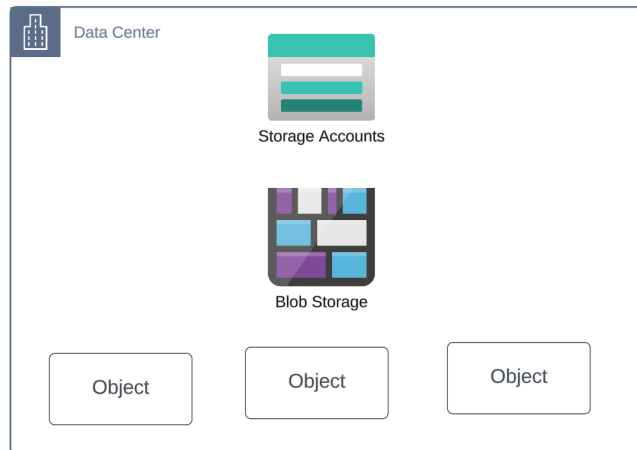 Data Center
Storage Accounts
Blob Storage
Object
Object
Object